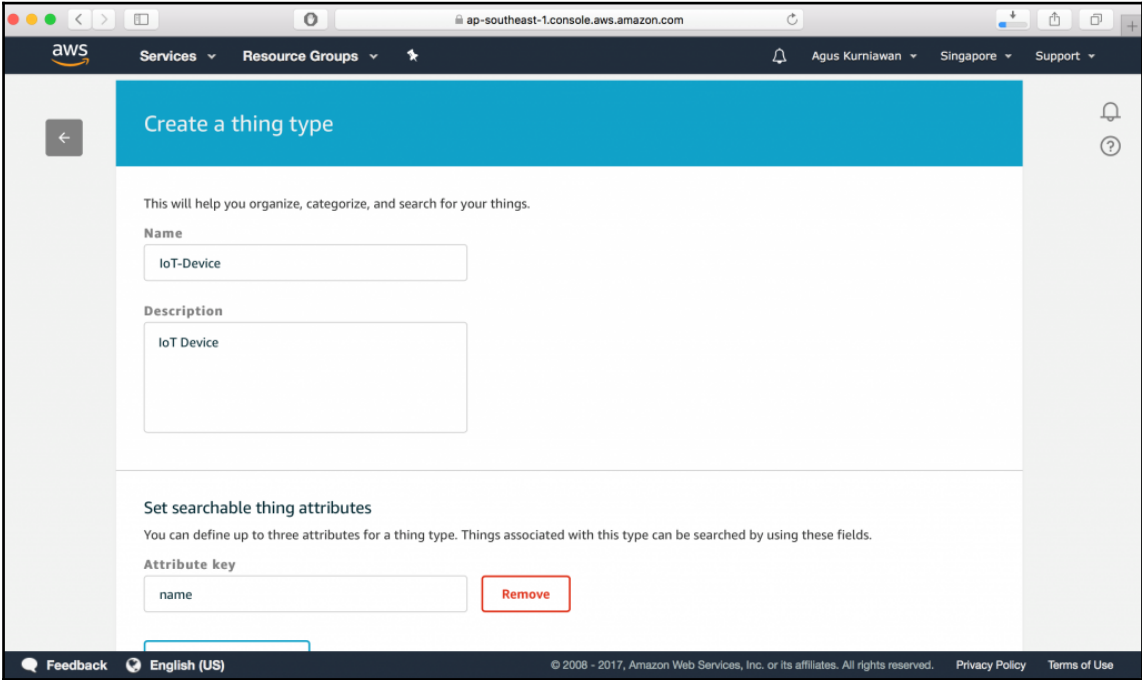 ap-southeast-1.console.aws.amazon.com
aws Services Resource Groups Agus Kurniawan Singapore Support
Create a thing type
This will help you organize, categorize, and search for your things.
Name
IoT-Device
Description
IoT Device
Set searchable thing attributes
You can define up to three attributes for a thing type. Things associated with this type can be searched by using these fields.
Attribute key
name Remove
Feedback English (US) © 2008 - 2017, Amazon Web Services, Inc. or its affiliates. All rights reserved. Privacy Policy Terms of Use